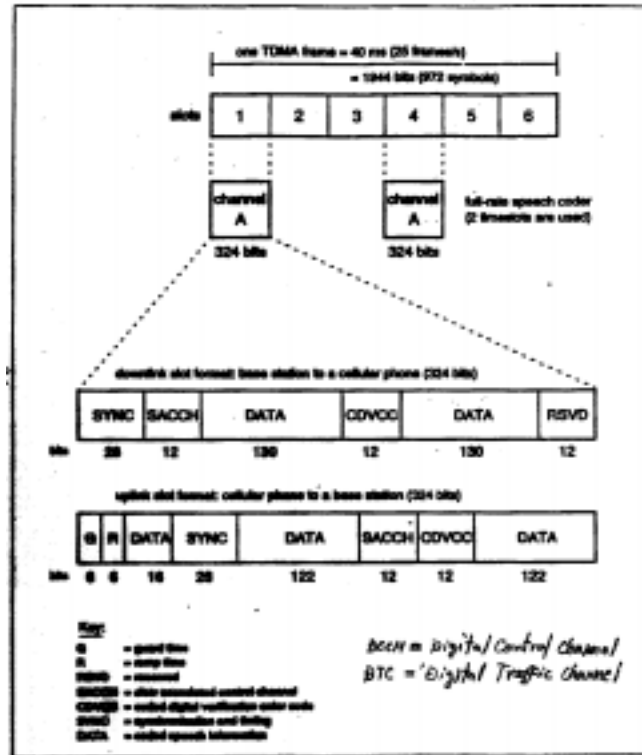 one TDMA frame = 40 ms (25 frames/s)
= 1944 bits (972 symbols)
slots 1 2 3 4 5 6
channel A channel A
full-rate speech coder
(2 timeslots are used)
324 bits 324 bits
downlink slot format: base station to a cellular phone (324 bits)
SYNC SACCH DATA CDVCC DATA RSVD
bits 28 12 130 12 130 12
uplink slot format: cellular phone to a base station (324 bits)
G R DATA SYNC DATA SACCH CDVCC DATA
bits 6 6 16 28 122 12 12 122
Key:
G = guard time
R = ramp time
RSVD = reserved
SACCH = slow associated control channel
CDVCC = coded digital verification color code
SYNC = synchronization and timing
DATA = coded speech information
DCCH = Digital Control Channel
DTC = Digital Traffic Channel